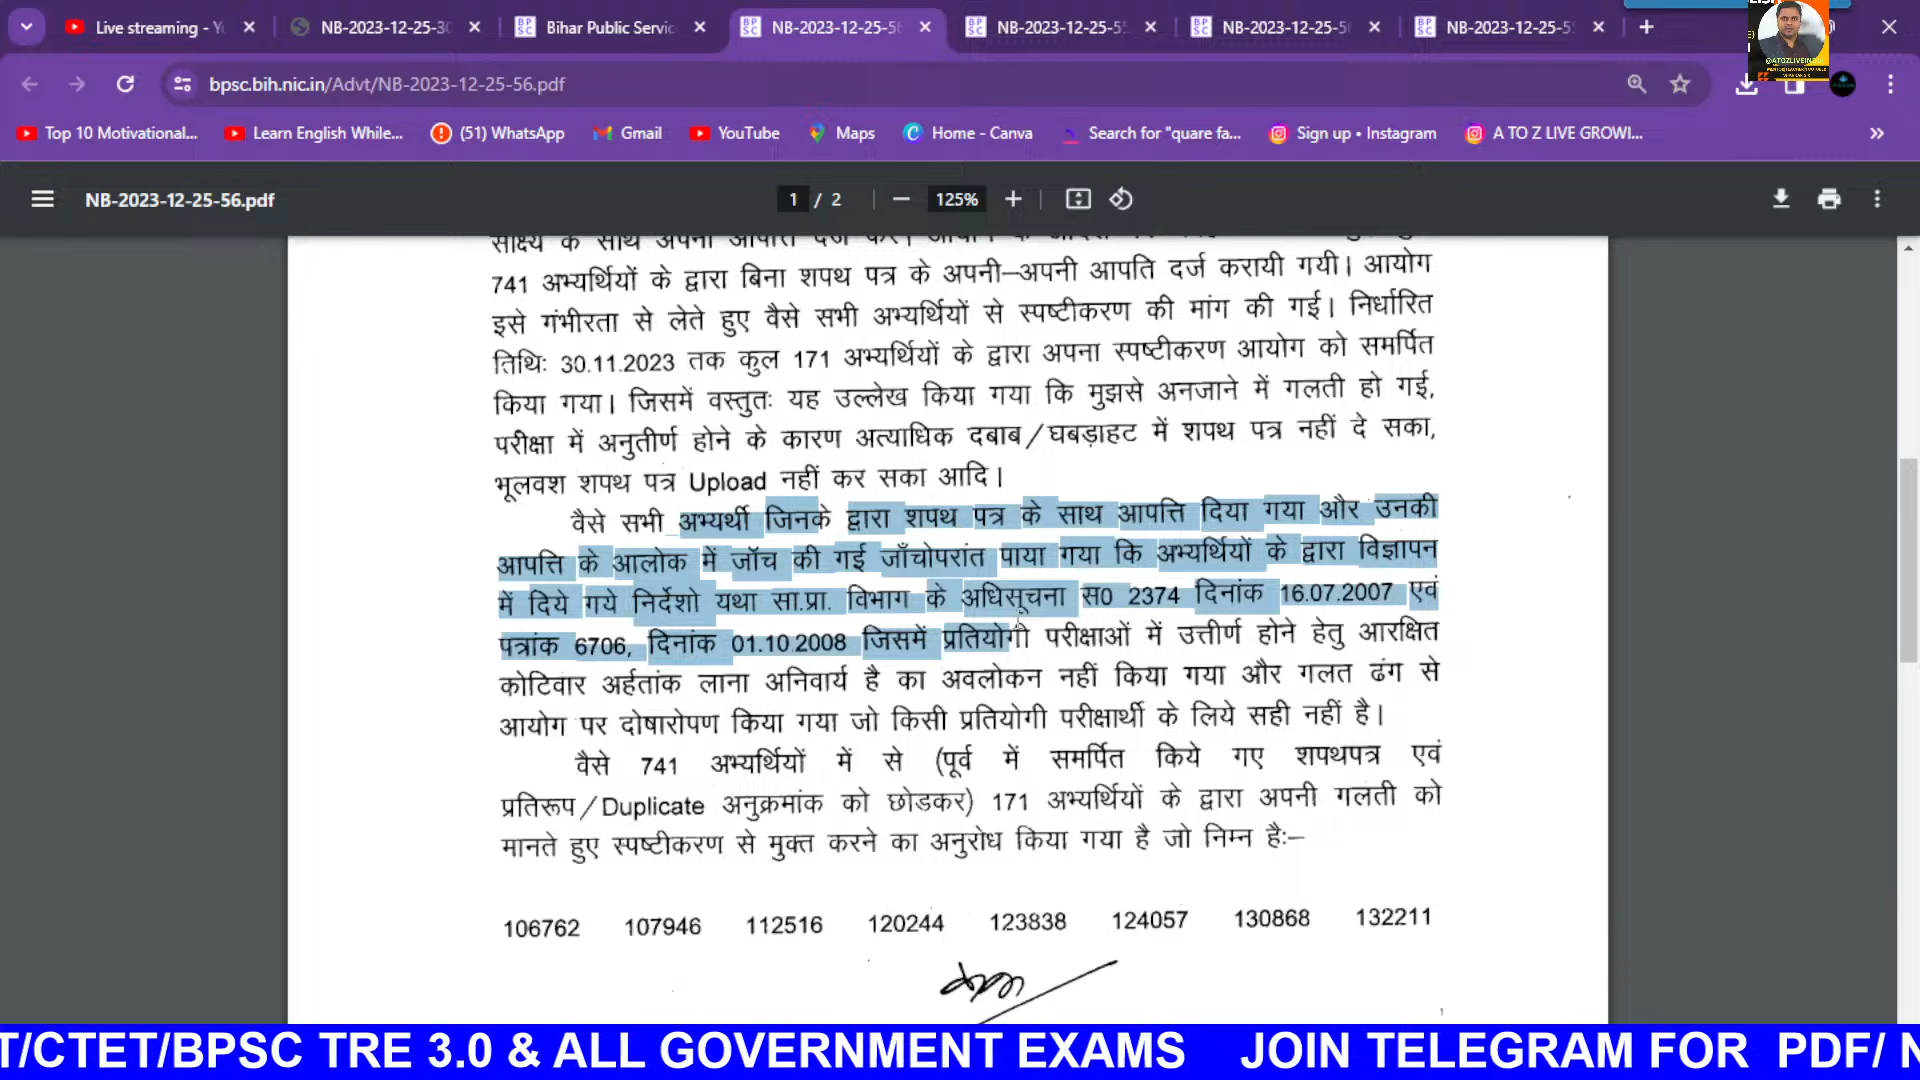 Live streaming - Y
NB-2023-12-25-30
Bihar Public Servic
NB-2023-12-25-56
NB-2023-12-25-5
NB-2023-12-25-5
NB-2023-12-25-5
bpsc.bih.nic.in/Advt/NB-2023-12-25-56.pdf
@ATOZLIVEINDIA
Top 10 Motivational...
Learn English While...
(51) WhatsApp
Gmail
YouTube
Maps
Home - Canva
Search for "quare fa...
Sign up • Instagram
A TO Z LIVE GROWI...
NB-2023-12-25-56.pdf
1 / 2
125%
साक्ष्य के साथ अपनी आपत्ति दर्ज करें। आयोग के
741 अभ्यर्थियों के द्वारा बिना शपथ पत्र के अपनी–अपनी आपति दर्ज करायी गयी। आयोग
इसे गंभीरता से लेते हुए वैसे सभी अभ्यर्थियों से स्पष्टीकरण की मांग की गई। निर्धारित
तिथिः 30.11.2023 तक कुल 171 अभ्यर्थियों के द्वारा अपना स्पष्टीकरण आयोग को समर्पित
किया गया। जिसमें वस्तुतः यह उल्लेख किया गया कि मुझसे अनजाने में गलती हो गई,
परीक्षा में अनुतीर्ण होने के कारण अत्याधिक दबाब/घबड़ाहट में शपथ पत्र नहीं दे सका,
भूलवश शपथ पत्र Upload नहीं कर सका आदि।
वैसे सभी अभ्यर्थी जिनके द्वारा शपथ पत्र के साथ आपत्ति दिया गया और उनकी
आपत्ति के आलोक में जॉच की गई जाँचोपरांत पाया गया कि अभ्यर्थियों के द्वारा विज्ञापन
में दिये गये निर्देशो यथा सा.प्रा. विभाग के अधिसूचना स0 2374 दिनांक 16.07.2007 एवं
पत्रांक 6706, दिनांक 01.10.2008 जिसमें प्रतियोगी परीक्षाओं में उत्तीर्ण होने हेतु आरक्षित
कोटिवार अर्हतांक लाना अनिवार्य है का अवलोकन नहीं किया गया और गलत ढंग से
आयोग पर दोषारोपण किया गया जो किसी प्रतियोगी परीक्षार्थी के लिये सही नहीं है।
वैसे 741 अभ्यर्थियों में से (पूर्व में समर्पित किये गए शपथपत्र एवं
प्रतिरूप/Duplicate अनुक्रमांक को छोडकर) 171 अभ्यर्थियों के द्वारा अपनी गलती को
मानते हुए स्पष्टीकरण से मुक्त करने का अनुरोध किया गया है जो निम्न है:–
106762 107946 112516 120244 123838 124057 130868 132211
1
T/CTET/BPSC TRE 3.0 & ALL GOVERNMENT EXAMS JOIN TELEGRAM FOR PDF/ N